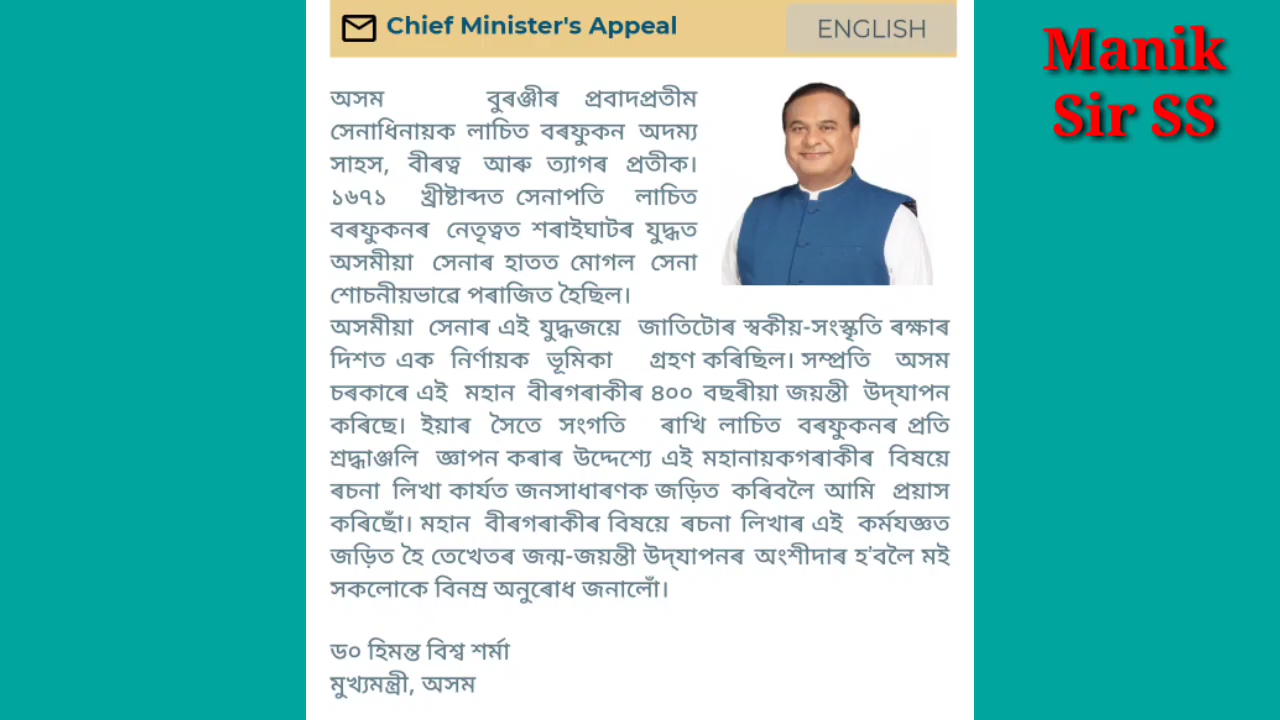 Chief Minister's Appeal
ENGLISH
Manik
Sir SS
অসম বুৰঞ্জীৰ প্ৰবাদপ্ৰতীম
সেনাধিনায়ক লাচিত বৰফুকন অদম্য
সাহস, বীৰত্ব আৰু ত্যাগৰ প্ৰতীক।
১৬৭১ খ্ৰীষ্টাব্দত সেনাপতি লাচিত
বৰফুকনৰ নেতৃত্বত শৰাইঘাটৰ যুদ্ধত
অসমীয়া সেনাৰ হাতত মোগল সেনা
শোচনীয়ভাৱে পৰাজিত হৈছিল।
অসমীয়া সেনাৰ এই যুদ্ধজয়ে জাতিটোৰ স্বকীয়-সংস্কৃতি ৰক্ষাৰ
দিশত এক নিৰ্ণায়ক ভূমিকা গ্ৰহণ কৰিছিল। সম্প্ৰতি অসম
চৰকাৰে এই মহান বীৰগৰাকীৰ ৪০০ বছৰীয়া জয়ন্তী উদ্‌যাপন
কৰিছে। ইয়াৰ সৈতে সংগতি ৰাখি লাচিত বৰফুকনৰ প্ৰতি
শ্ৰদ্ধাঞ্জলি জ্ঞাপন কৰাৰ উদ্দেশ্যে এই মহানায়কগৰাকীৰ বিষয়ে
ৰচনা লিখা কাৰ্যত জনসাধাৰণক জড়িত কৰিবলৈ আমি প্ৰয়াস
কৰিছোঁ। মহান বীৰগৰাকীৰ বিষয়ে ৰচনা লিখাৰ এই কৰ্মযজ্ঞত
জড়িত হৈ তেখেতৰ জন্ম-জয়ন্তী উদ্‌যাপনৰ অংশীদাৰ হ'বলৈ মই
সকলোকে বিনম্ৰ অনুৰোধ জনালোঁ।
ড০ হিমন্ত বিশ্ব শৰ্মা
মুখ্যমন্ত্ৰী, অসম